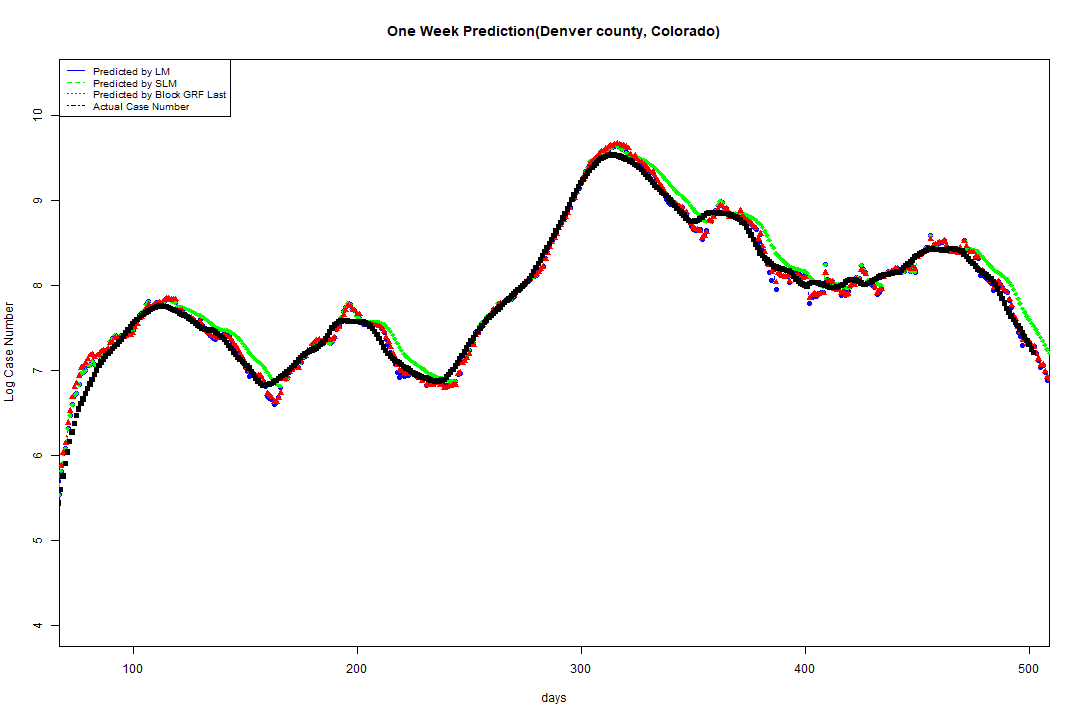 One Week Prediction(Denver county, Colorado)
Predicted by LM
Predicted by SLM
Predicted by Block GRF Last
Actual Case Number
10
9
8
7
6
5
4
Log Case Number
100 200 300 400 500
days